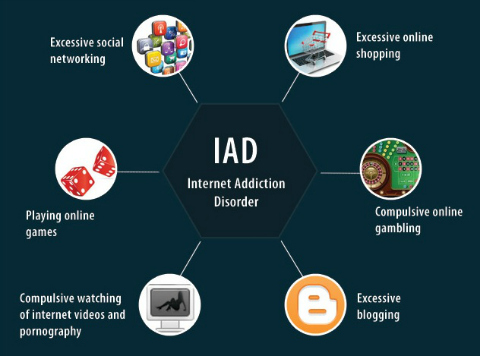 Excessive social
networking
Excessive online
shopping
IAD
Internet Addiction
Disorder
Playing online
games
Compulsive online
gambling
Compulsive watching
of internet videos and
pornography
Excessive
blogging